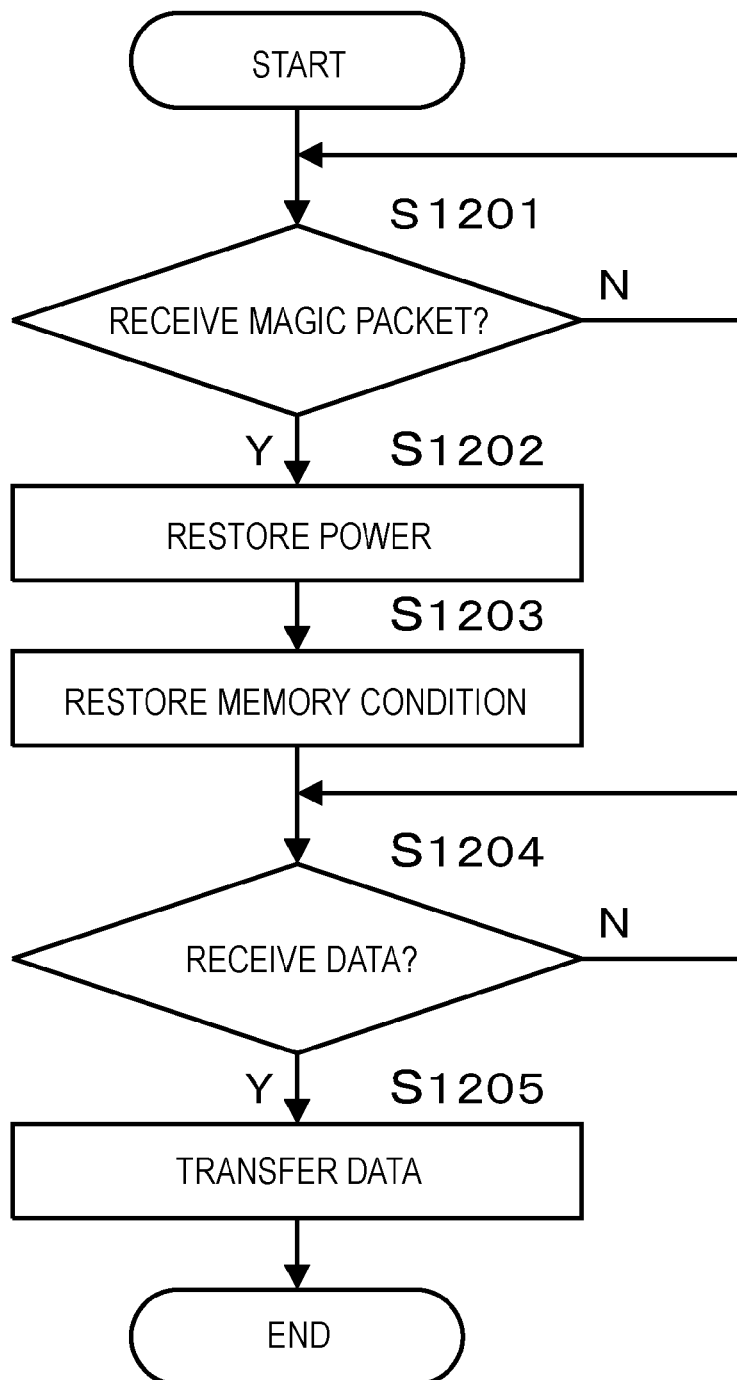 START
S1201
RECEIVE MAGIC PACKET?
N
Y
S1202
RESTORE POWER
S1203
RESTORE MEMORY CONDITION
S1204
RECEIVE DATA?
N
Y
S1205
TRANSFER DATA
END